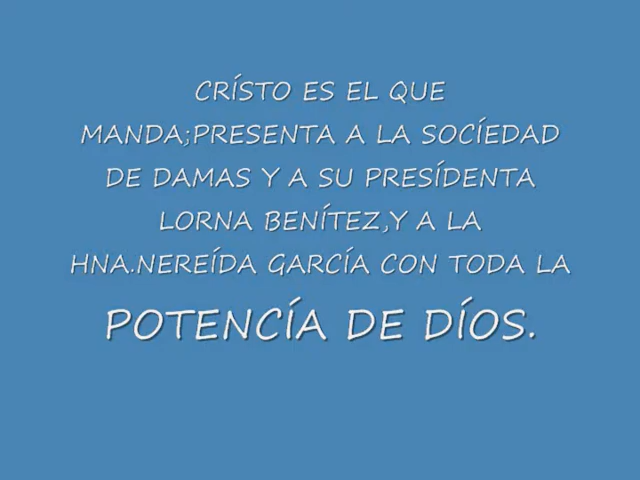 CRÍSTO ES EL QUE
MANDA;PRESENTA A LA SOCÍEDAD
DE DAMAS Y A SU PRESÍDENTA
LORNA BENÍTEZ,Y A LA
HNA.NEREÍDA GARCÍA CON TODA LA
POTENCÍA DE DÍOS.